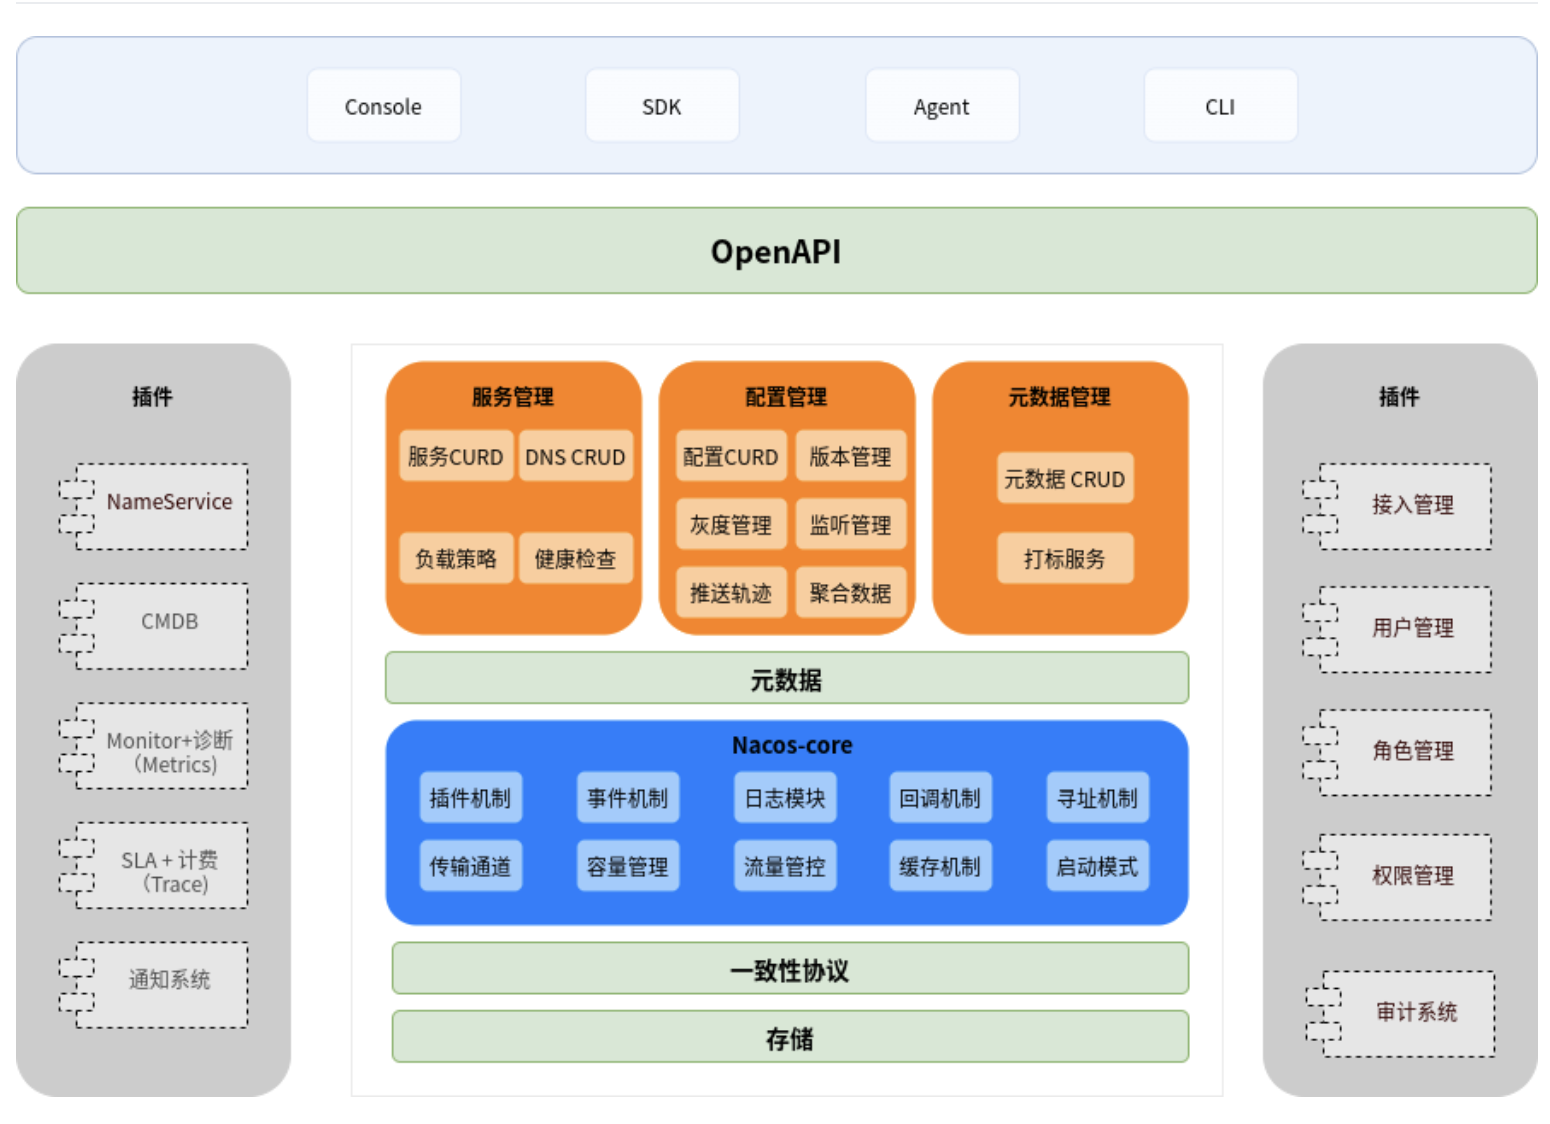 Console
SDK
Agent
CLI
OpenAPI
插件
NameService
CMDB
Monitor+诊断
（Metrics)
SLA + 计费
（Trace)
通知系统
服务管理
服务CURD
DNS CRUD
负载策略
健康检查
配置管理
配置CURD
版本管理
灰度管理
监听管理
推送轨迹
聚合数据
元数据管理
元数据 CRUD
打标服务
元数据
Nacos-core
插件机制
事件机制
日志模块
回调机制
寻址机制
传输通道
容量管理
流量管控
缓存机制
启动模式
一致性协议
存储
插件
接入管理
用户管理
角色管理
权限管理
审计系统